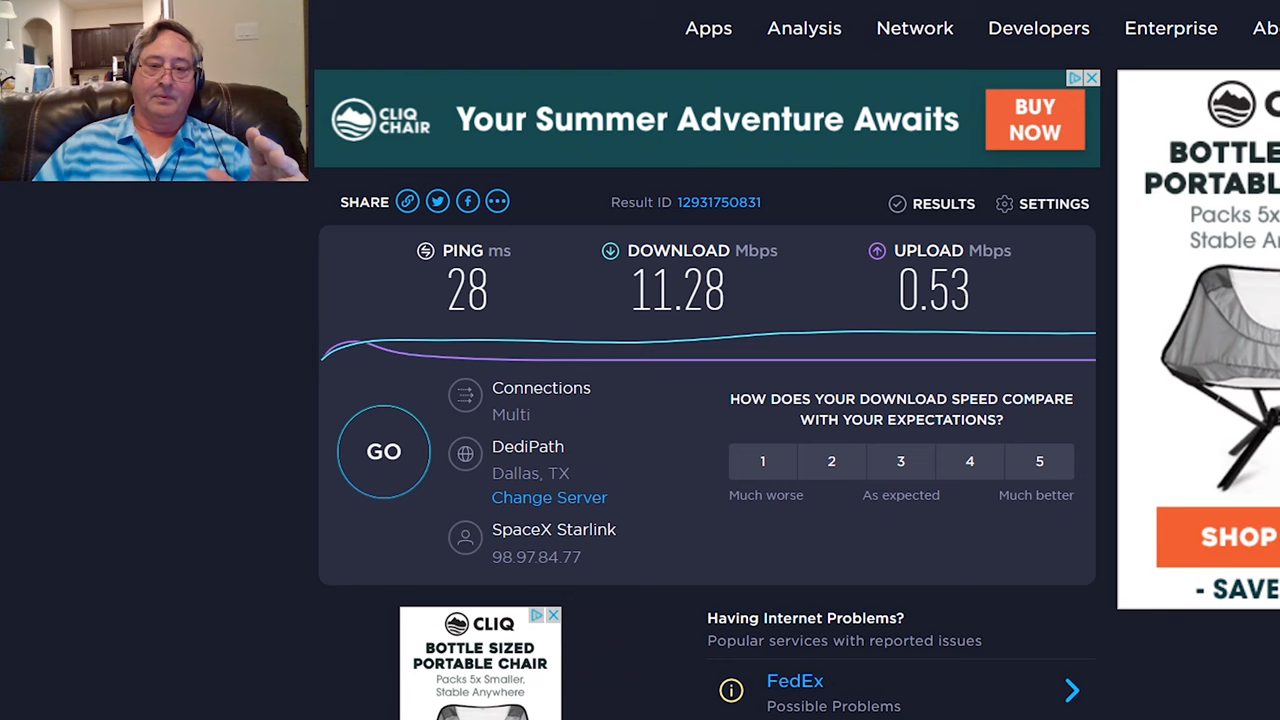 Apps Analysis Network Developers Enterprise Ab
CLIQ
CHAIR
Your Summer Adventure Awaits
BUY
NOW
SHARE
Result ID 12931750831
RESULTS
SETTINGS
PING ms
28
DOWNLOAD Mbps
11.28
UPLOAD Mbps
0.53
GO
Connections
Multi
DediPath
Dallas, TX
Change Server
SpaceX Starlink
98.97.84.77
HOW DOES YOUR DOWNLOAD SPEED COMPARE
WITH YOUR EXPECTATIONS?
1 2 3 4 5
Much worse As expected Much better
C
BOTTLE
PORTABL
Packs 5x
Stable A
SHOP
- SAVE
CLIQ
BOTTLE SIZED
PORTABLE CHAIR
Packs 5x Smaller,
Stable Anywhere
Having Internet Problems?
Popular services with reported issues
FedEx
Possible Problems